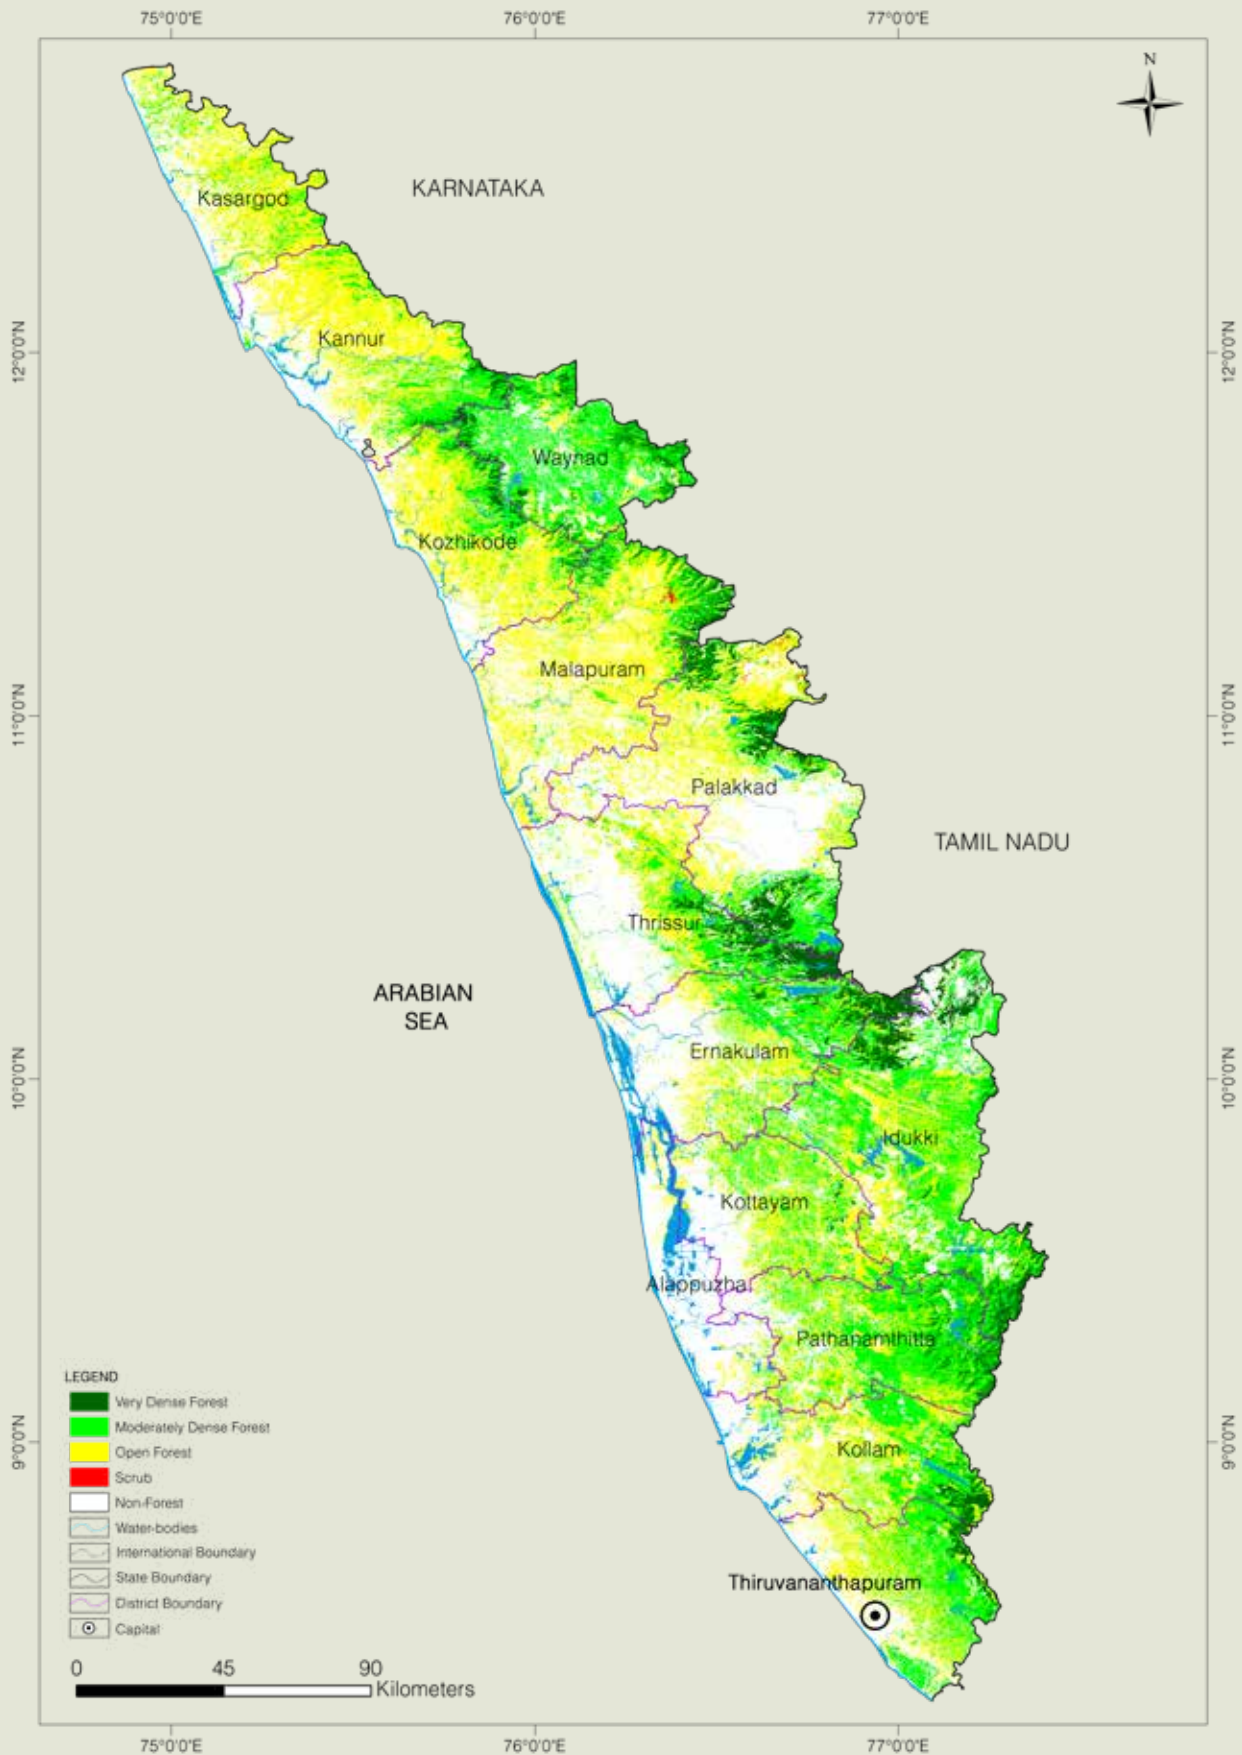 75°0'0"E
76°0'0"E
77°0'0"E
N
KARNATAKA
Kasargod
Kannur
12°0'0"N
12°0'0"N
Waynad
Kozhikode
Malapuram
11°0'0"N
11°0'0"N
Palakkad
TAMIL NADU
Thrissur
ARABIAN
SEA
Ernakulam
10°0'0"N
10°0'0"N
Idukki
Kottayam
Alappuzha
Pathanamthitta
Kollam
9°0'0"N
9°0'0"N
Thiruvananthapuram
LEGEND
Very Dense Forest
Moderately Dense Forest
Open Forest
Scrub
Non-Forest
Water-bodies
International Boundary
State Boundary
District Boundary
Capital
0 45 90
Kilometers
75°0'0"E
76°0'0"E
77°0'0"E